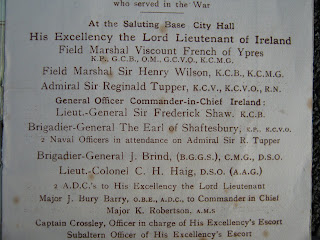 who served in the War
At the Saluting Base City Hall
His Excellency the Lord Lieutenant of Ireland
Field Marshal Viscount French of Ypres
K.P., G.C.B., O.M., G.C.V.O., K.C.M.G.
Field Marshal Sir Henry Wilson, K.C.B., K.C.M.G.
Admiral Sir Reginald Tupper, K.C.V., K.C.V.O., R.N.
General Officer Commander-in-Chief Ireland:
Lieut.-General Sir Frederick Shaw. K.C.B.
Brigadier-General The Earl of Shaftesbury, K.P., K.C.V.O.
2 Naval Officers in attendance on Admiral Sir R. Tupper
Brigadier-General J. Brind, (B.G.G.S.), C.M.G., D.S.O.
Lieut.-Colonel C. H. Haig, D.S.O. (A.A.G.)
2 A.D.C.'s to His Excellency the Lord Lieutenant
Major J. Bury Barry, O.B.E., A.D.C., to Commander in Chief
Major K. Robertson, A.M.S
Captain Crossley, Officer in charge of His Excellency's Escort
Subaltern Officer of His Excellency's Escort